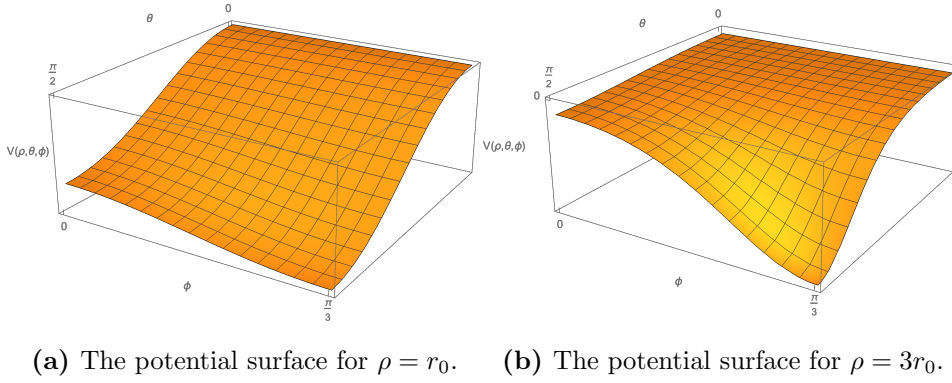 θ
0
π/2
V(ρ,θ,ϕ)
0
ϕ
π/3
θ
0
π/2
0
V(ρ,θ,ϕ)
0
ϕ
π/3
(a) The potential surface for ρ = r₀.
(b) The potential surface for ρ = 3r₀.